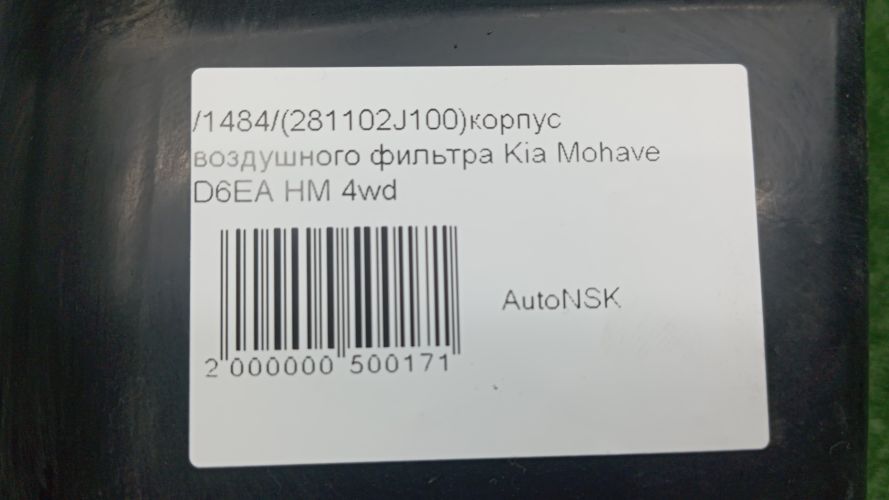 /1484/(281102J100)корпус
воздушного фильтра Kia Mohave
D6EA HM 4wd
AutoNSK
2 000000 500171